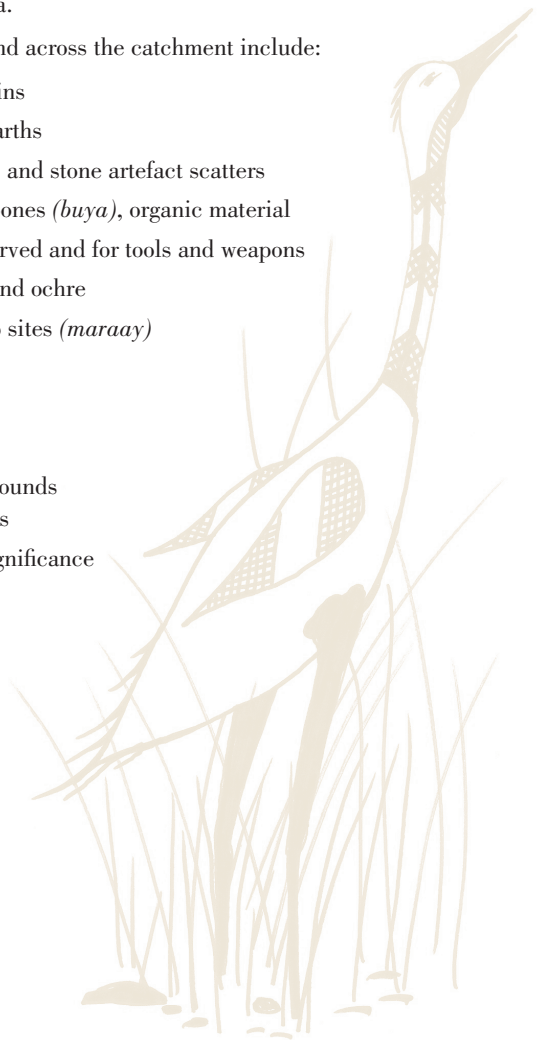 a.
nd across the catchment include:
ins
arths
and stone artefact scatters
ones (buya), organic material
rved and for tools and weapons
nd ochre
sites (maraay)
ounds
s
gnificance